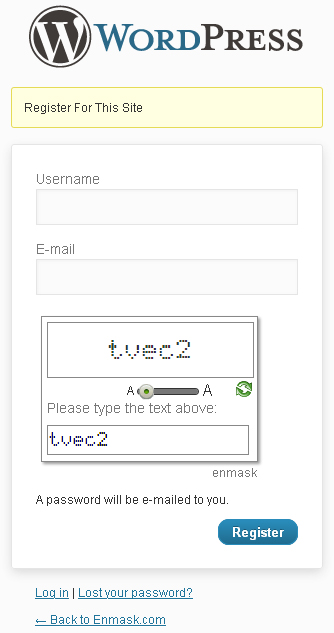 WORDPRESS
Register For This Site
Username
E-mail
tvec2
A A
Please type the text above:
tvec2
enmask
A password will be e-mailed to you.
Register
Log in | Lost your password?
← Back to Enmask.com